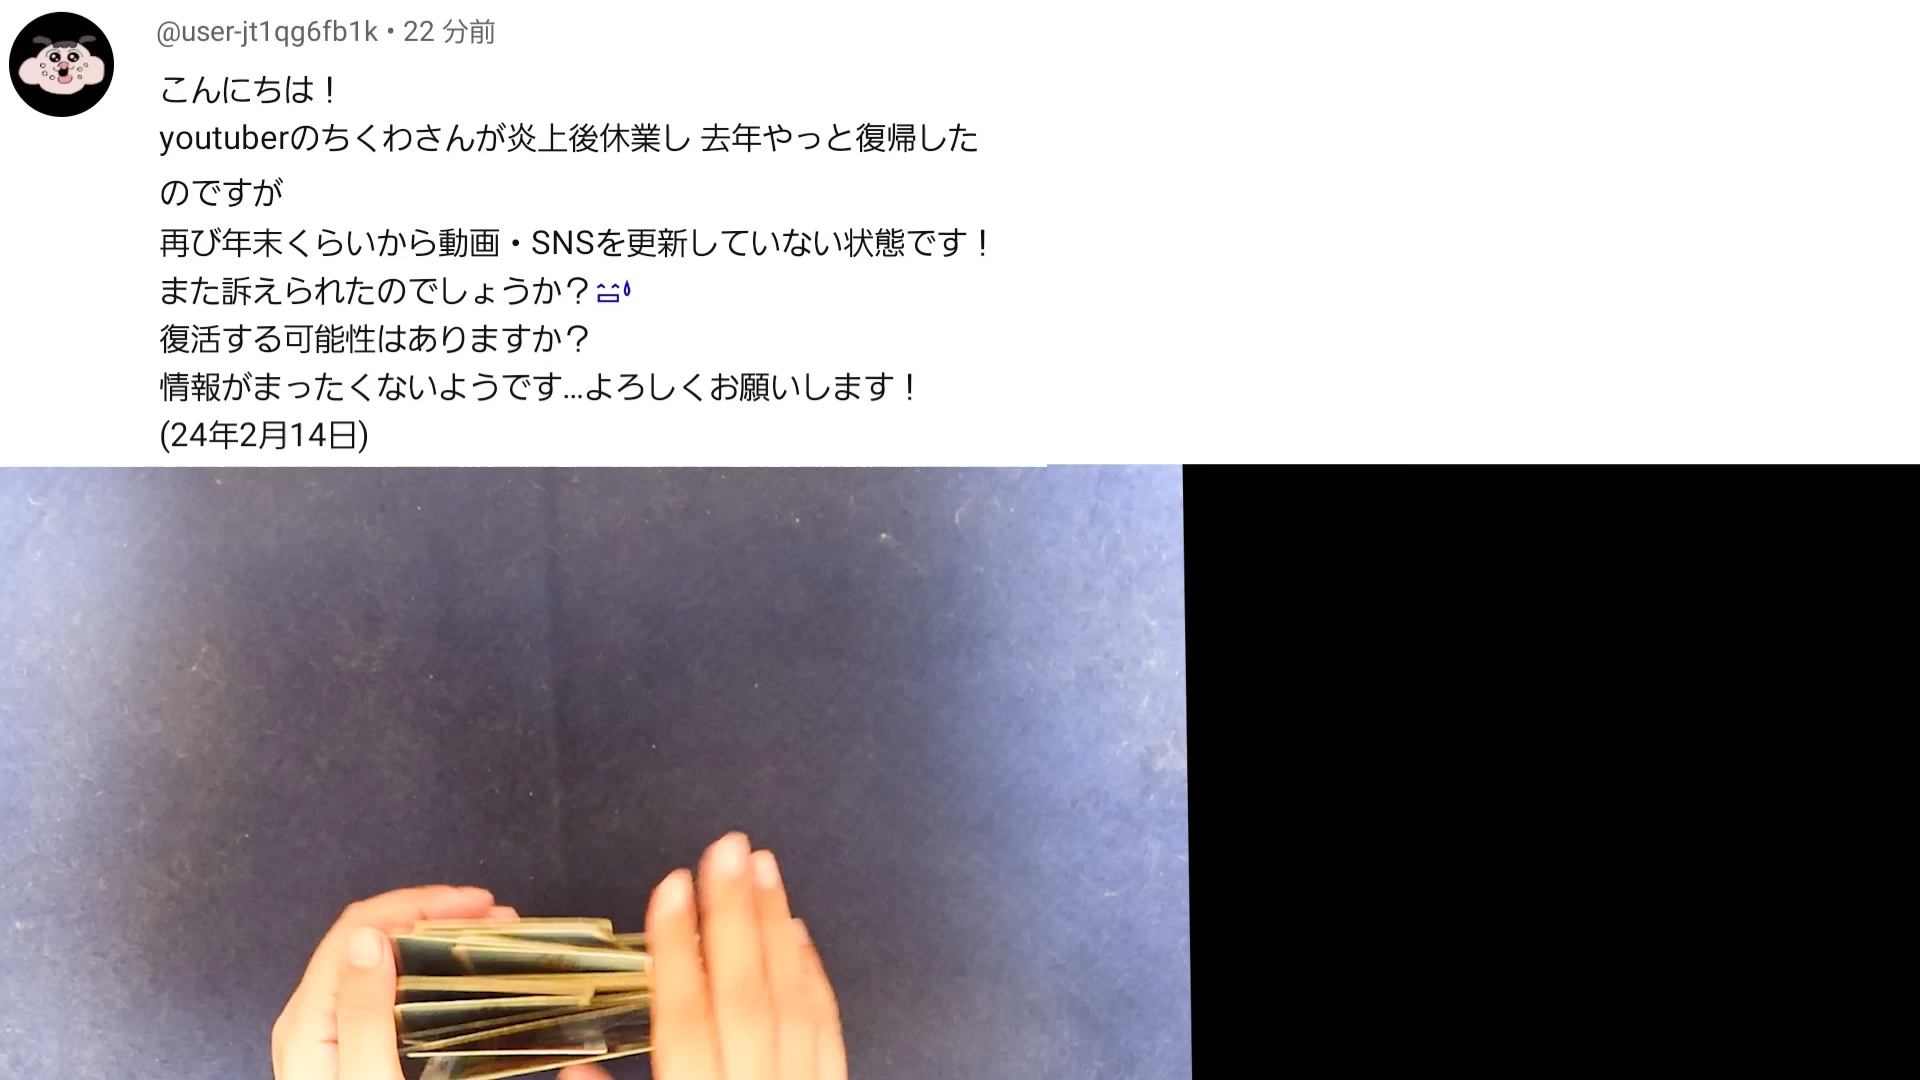 @user-jt1qg6fb1k • 22 分前
こんにちは！
youtuberのちくわさんが炎上後休業し 去年やっと復帰した
のですが
再び年末くらいから動画・SNSを更新していない状態です！
また訴えられたのでしょうか？
復活する可能性はありますか？
情報がまったくないようです...よろしくお願いします！
(24年2月14日)